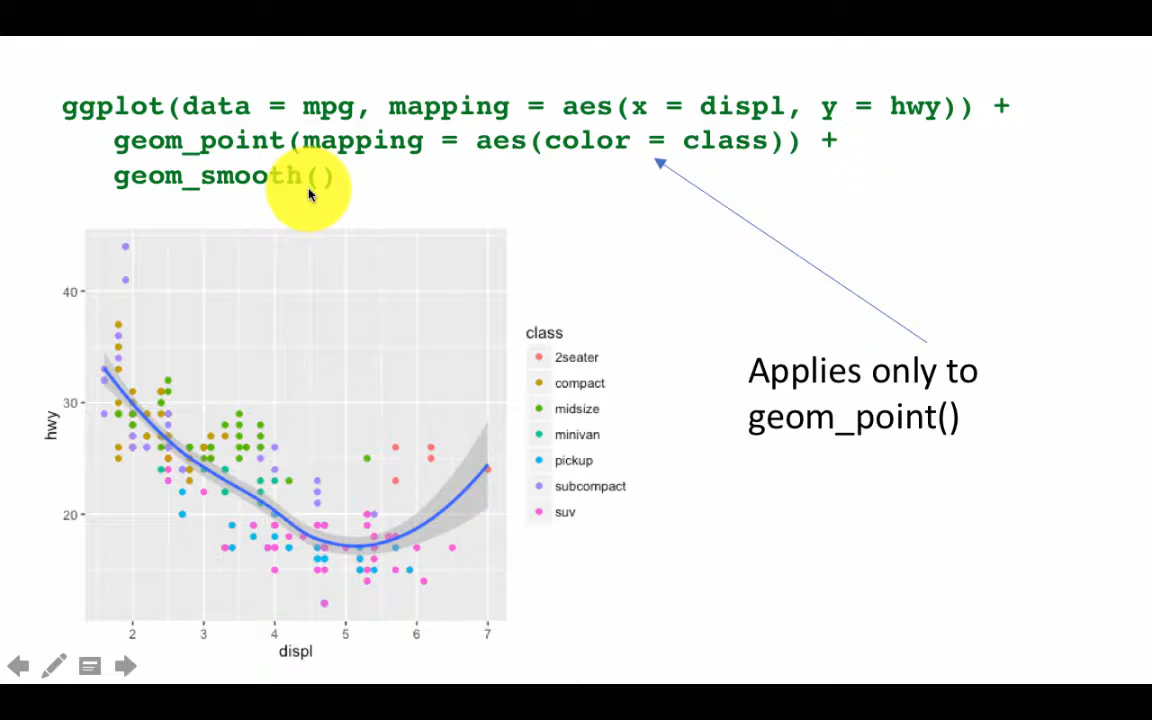 ggplot(data = mpg, mapping = aes(x = displ, y = hwy)) +
geom_point(mapping = aes(color = class)) +
geom_smooth()
Applies only to
geom_point()
hwy
40
30
20
2 3 4 5 6 7
displ
class
2seater
compact
midsize
minivan
pickup
subcompact
suv